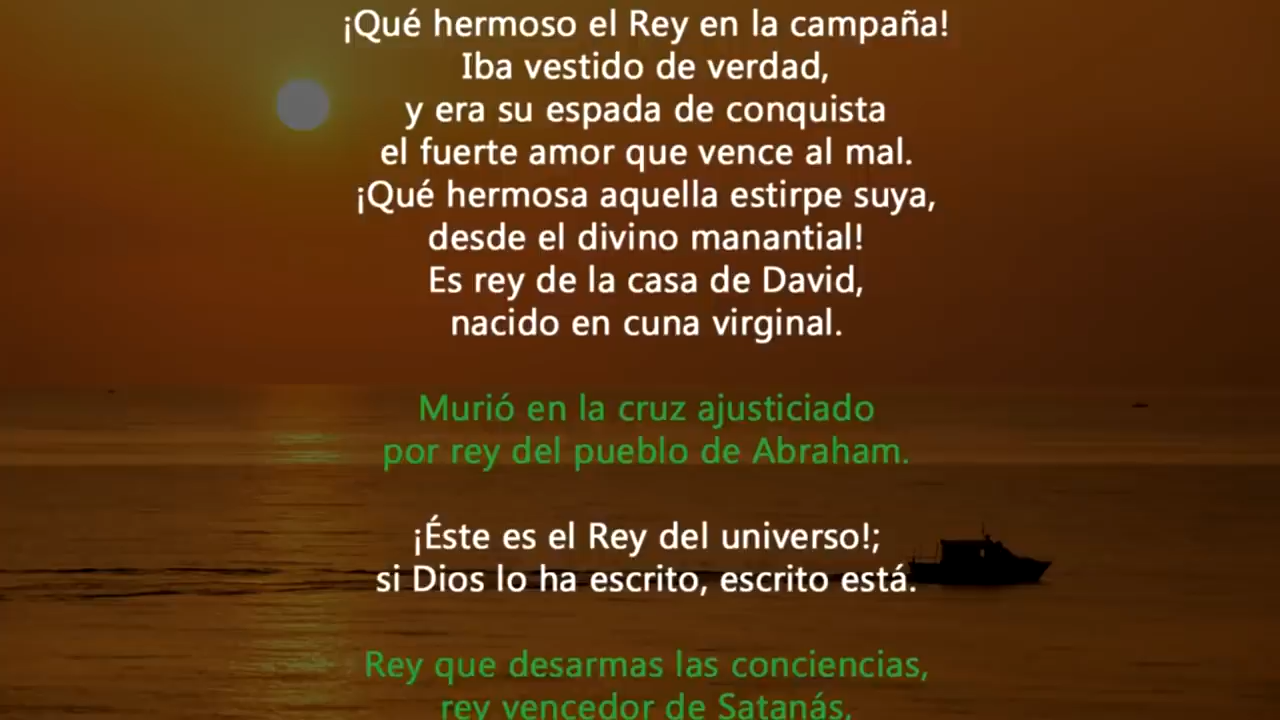 ¡Qué hermoso el Rey en la campaña!
Iba vestido de verdad,
y era su espada de conquista
el fuerte amor que vence al mal.
¡Qué hermosa aquella estirpe suya,
desde el divino manantial!
Es rey de la casa de David,
nacido en cuna virginal.
Murió en la cruz ajusticiado
por rey del pueblo de Abraham.
¡Éste es el Rey del universo!;
si Dios lo ha escrito, escrito está.
Rey que desarmas las conciencias,
rey vencedor de Satanás,